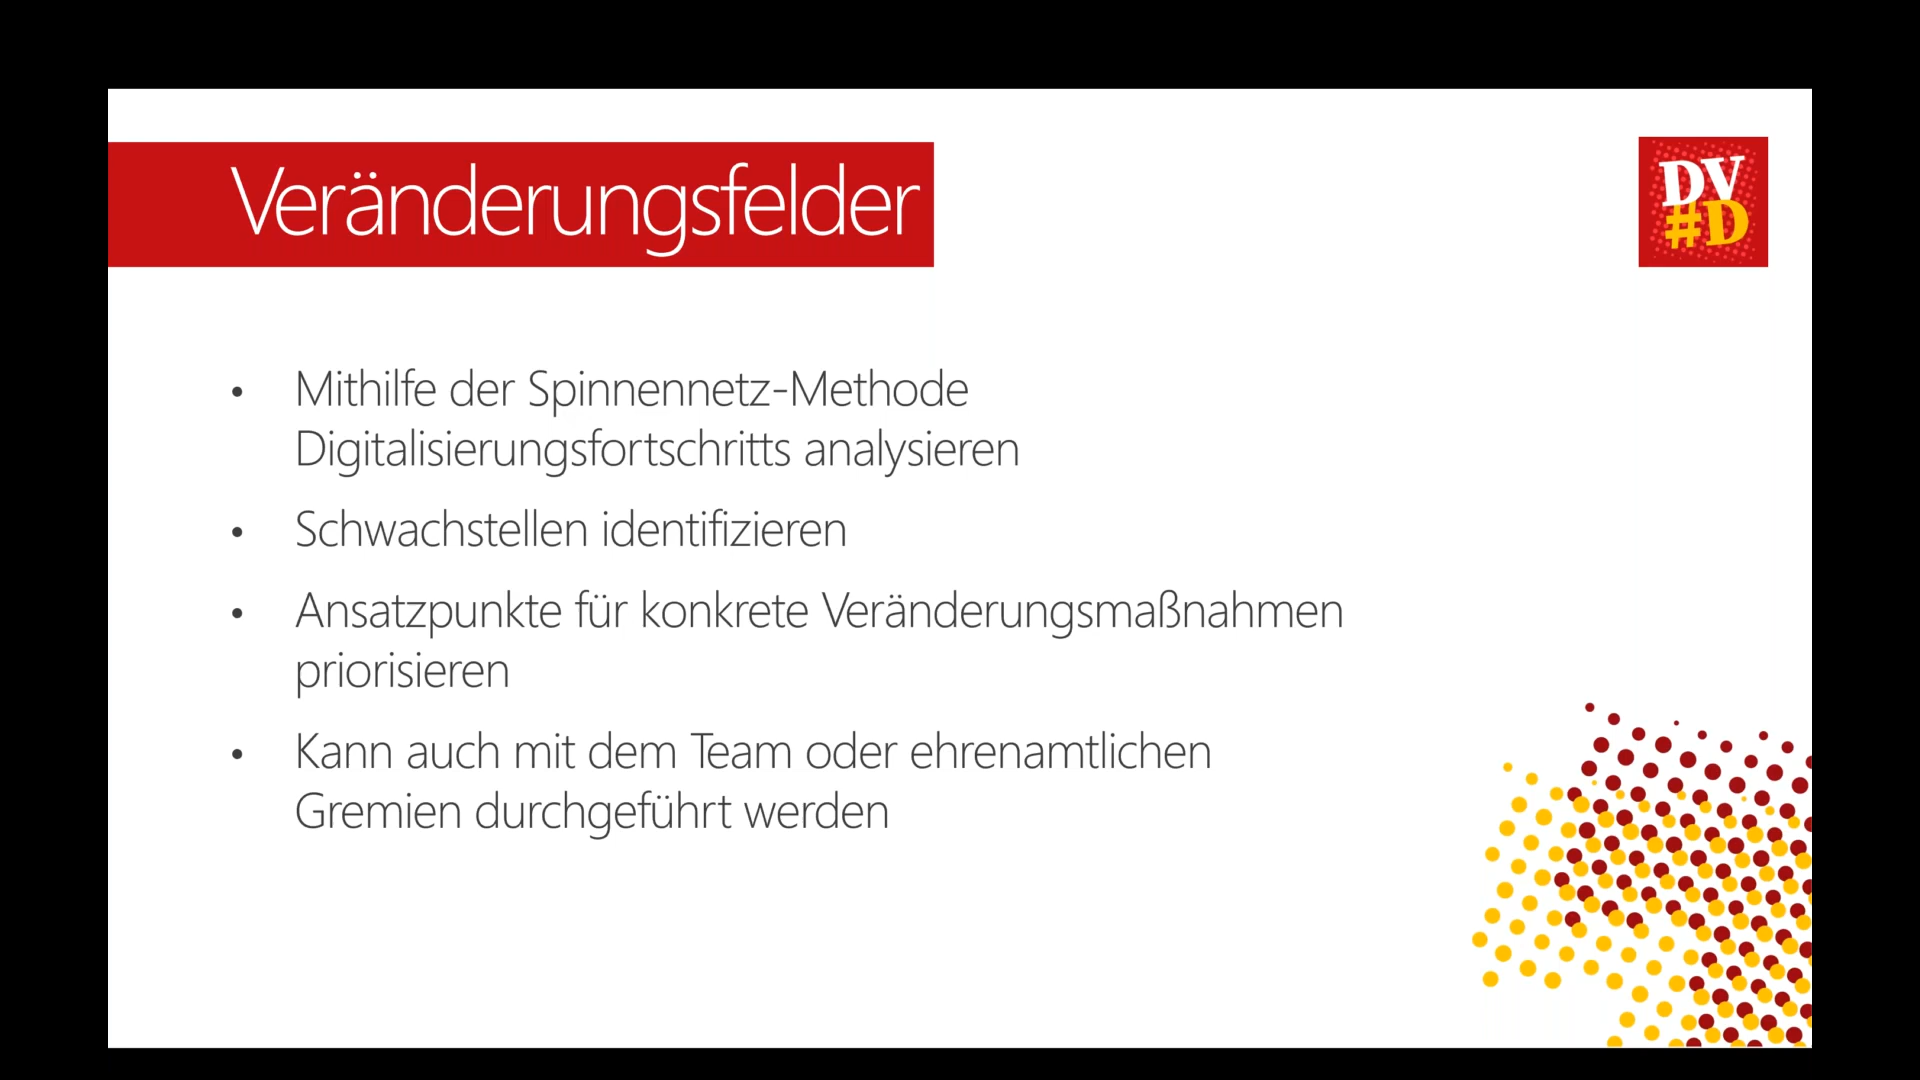 Veränderungsfelder
DV
#D
• Mithilfe der Spinnennetz-Methode
Digitalisierungsfortschritts analysieren
• Schwachstellen identifizieren
• Ansatzpunkte für konkrete Veränderungsmaßnahmen
priorisieren
• Kann auch mit dem Team oder ehrenamtlichen
Gremien durchgeführt werden